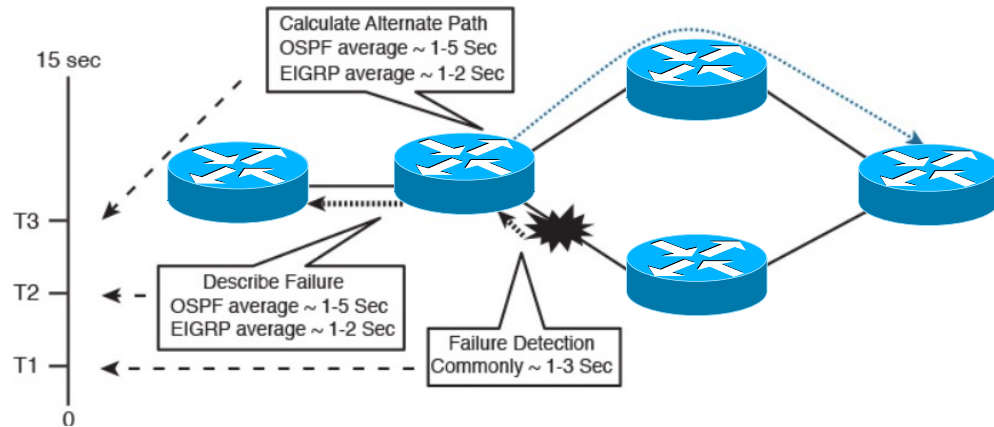 Calculate Alternate Path
OSPF average ~ 1-5 Sec
EIGRP average ~ 1-2 Sec
15 sec
T3
Describe Failure
OSPF average ~ 1-5 Sec
EIGRP average ~ 1-2 Sec
T2
Failure Detection
Commonly ~ 1-3 Sec
T1
0